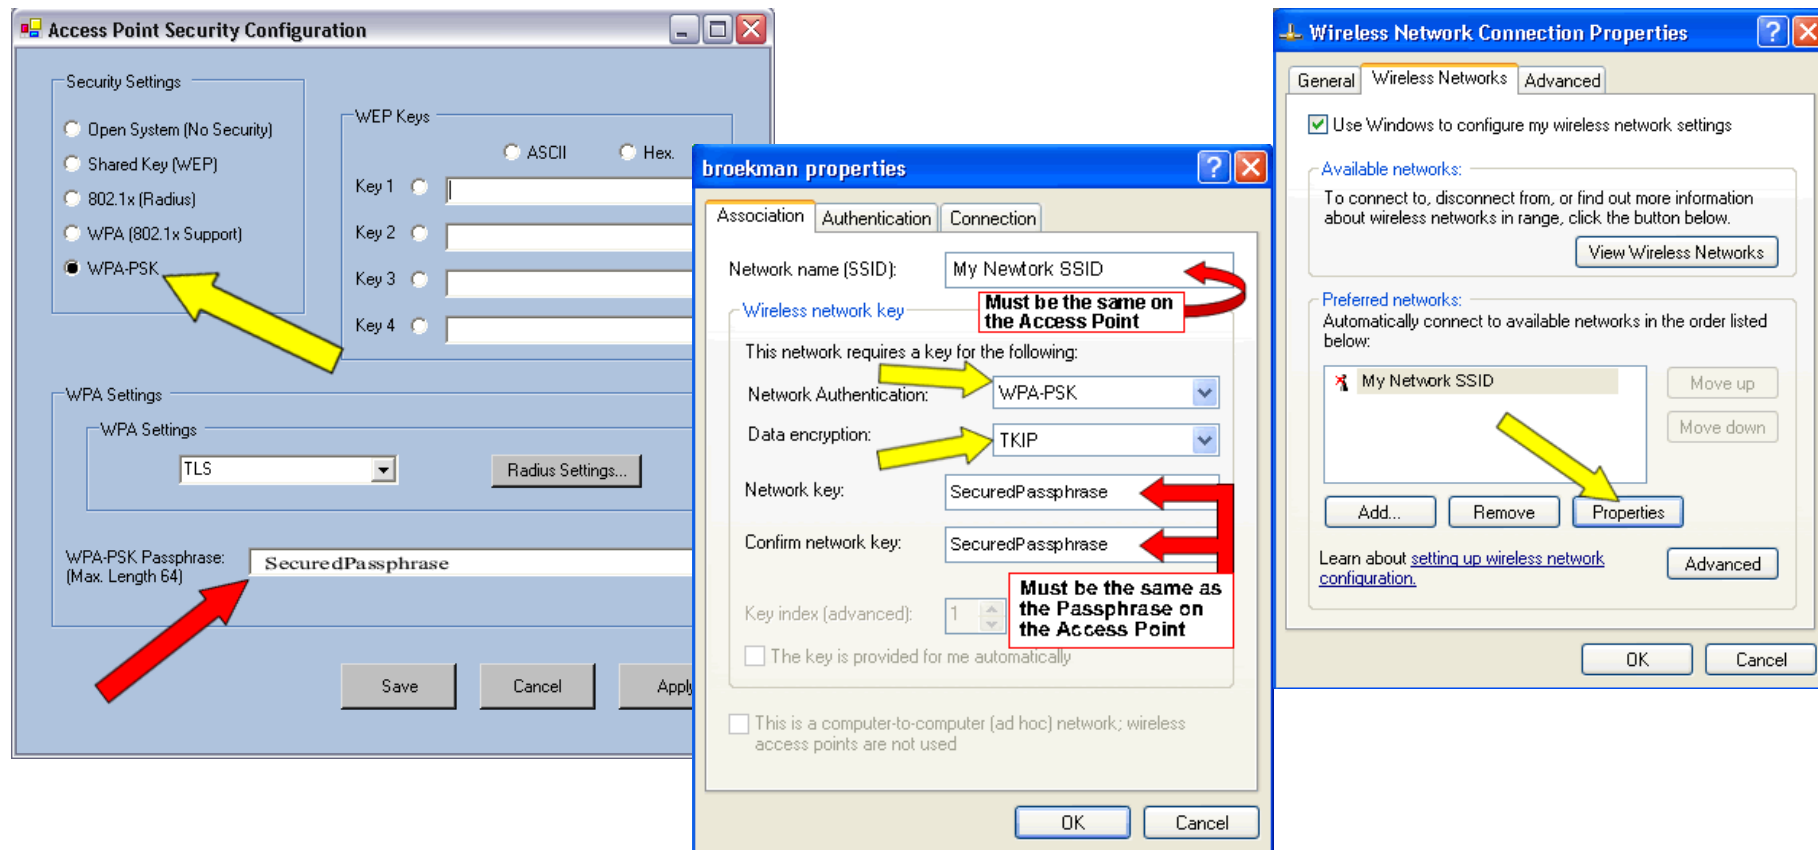 Access Point Security Configuration
Security Settings
Open System (No Security)
Shared Key (WEP)
802.1x (Radius)
WPA (802.1x Support)
WPA-PSK
WEP Keys
ASCII
Hex.
Key 1
Key 2
Key 3
Key 4
WPA Settings
WPA Settings
TLS
Radius Settings...
WPA-PSK Passphrase:
(Max. Length 64)
SecuredPassphrase
Save
Cancel
Apply
broekman properties
Association
Authentication
Connection
Network name (SSID):
My Newtork SSID
Must be the same on
the Access Point
Wireless network key
This network requires a key for the following:
Network Authentication:
WPA-PSK
Data encryption:
TKIP
Network key:
SecuredPassphrase
Confirm network key:
SecuredPassphrase
Must be the same as
the Passphrase on
the Access Point
Key index (advanced):
1
The key is provided for me automatically
This is a computer-to-computer (ad hoc) network; wireless
access points are not used
OK
Cancel
Wireless Network Connection Properties
General
Wireless Networks
Advanced
Use Windows to configure my wireless network settings
Available networks:
To connect to, disconnect from, or find out more information
about wireless networks in range, click the button below.
View Wireless Networks
Preferred networks:
Automatically connect to available networks in the order listed
below:
My Network SSID
Move up
Move down
Add...
Remove
Properties
Learn about setting up wireless network
configuration.
Advanced
OK
Cancel